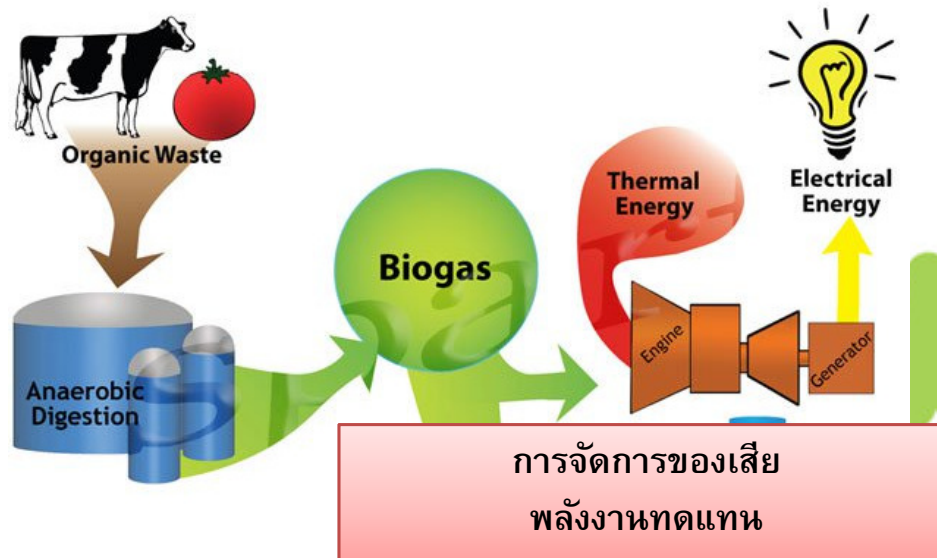 Organic Waste
Anaerobic
Digestion
Biogas
Thermal
Energy
Electrical
Energy
Engine
Generator
การจัดการของเสีย
พลังงานทดแทน